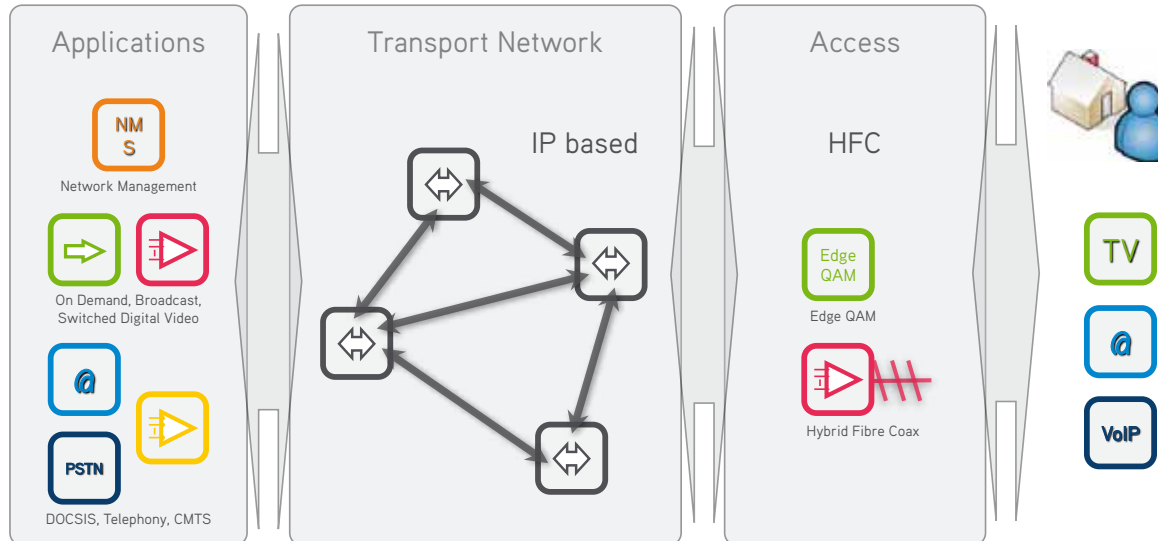 Applications
NM
S
Network Management
On Demand, Broadcast,
Switched Digital Video
@
PSTN
DOCSIS, Telephony, CMTS
Transport Network
IP based
Access
HFC
Edge
QAM
Edge QAM
Hybrid Fibre Coax
TV
@
VoIP